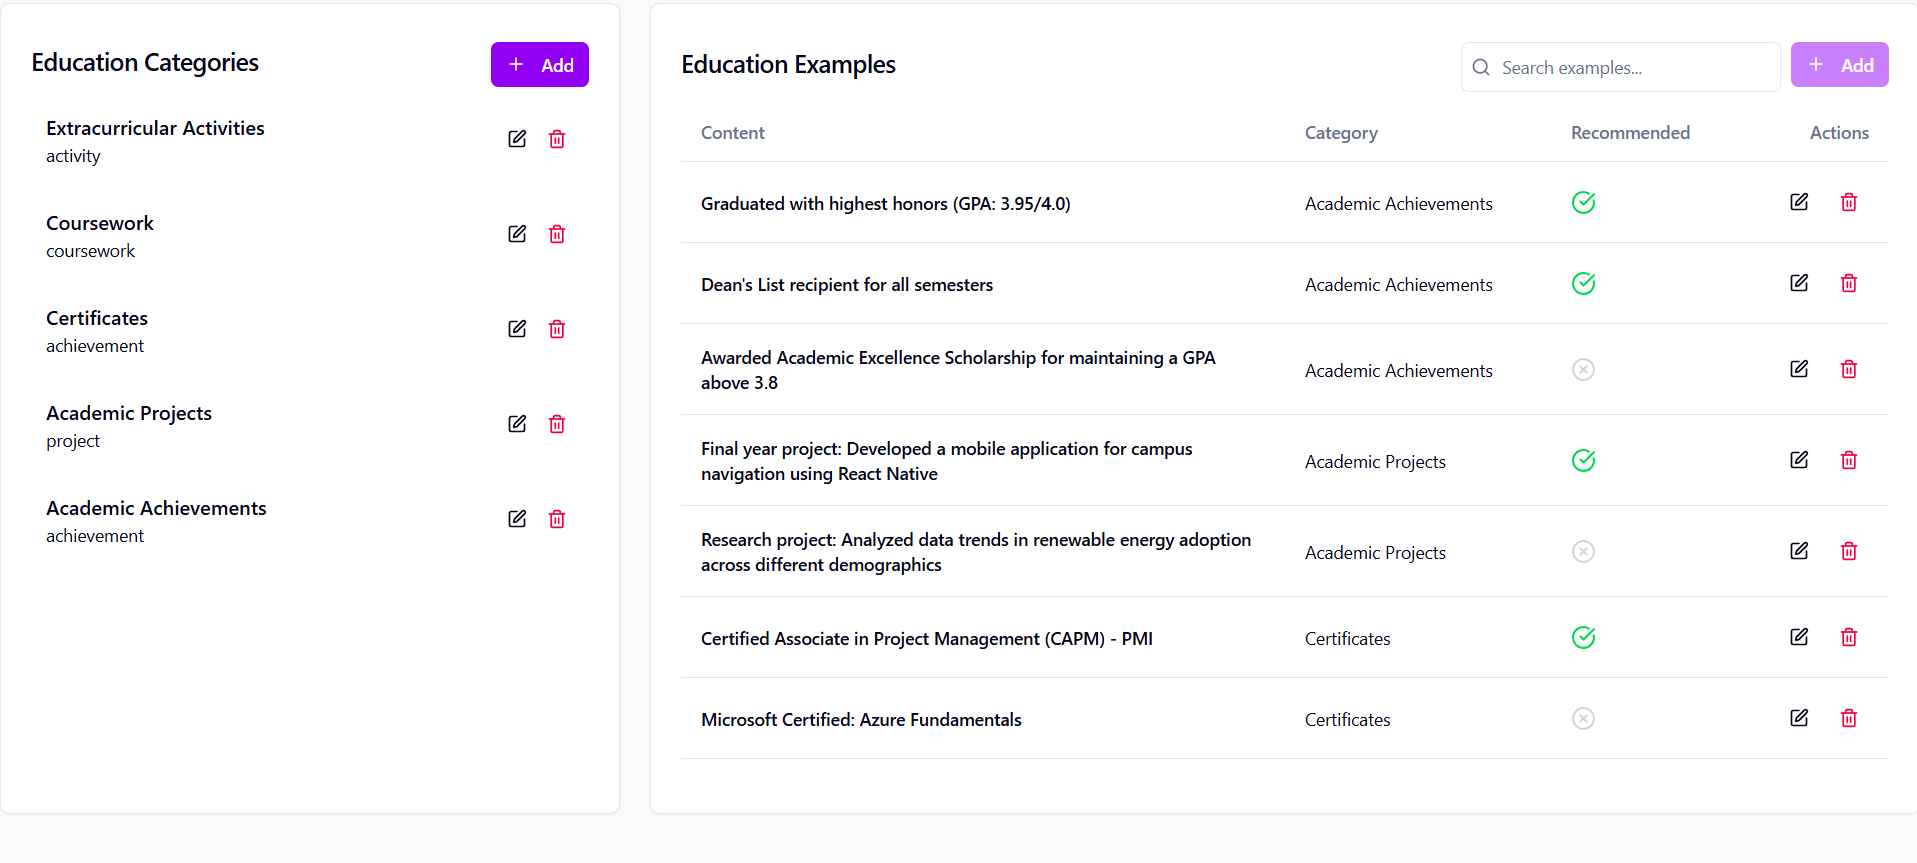 Education Categories
Add
Extracurricular Activities
activity
Coursework
coursework
Certificates
achievement
Academic Projects
project
Academic Achievements
achievement
Education Examples
Search examples...
Add
Content Category Recommended Actions
Graduated with highest honors (GPA: 3.95/4.0) Academic Achievements
Dean's List recipient for all semesters Academic Achievements
Awarded Academic Excellence Scholarship for maintaining a GPA
above 3.8
Academic Achievements
Final year project: Developed a mobile application for campus
navigation using React Native
Academic Projects
Research project: Analyzed data trends in renewable energy adoption
across different demographics
Academic Projects
Certified Associate in Project Management (CAPM) - PMI Certificates
Microsoft Certified: Azure Fundamentals Certificates